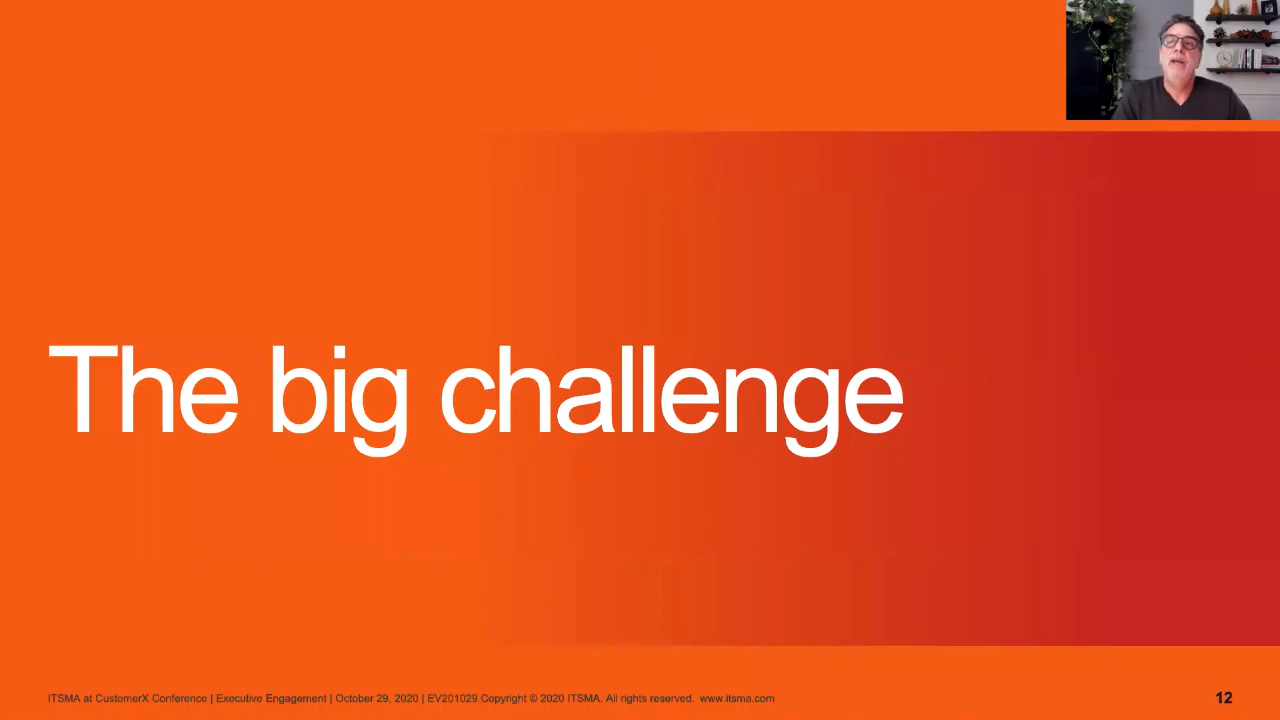 The big challenge
ITSMA at CustomerX Conference | Executive Engagement | October 29, 2020 | EV201029 Copyright © 2020 ITSMA. All rights reserved. www.itsma.com
12